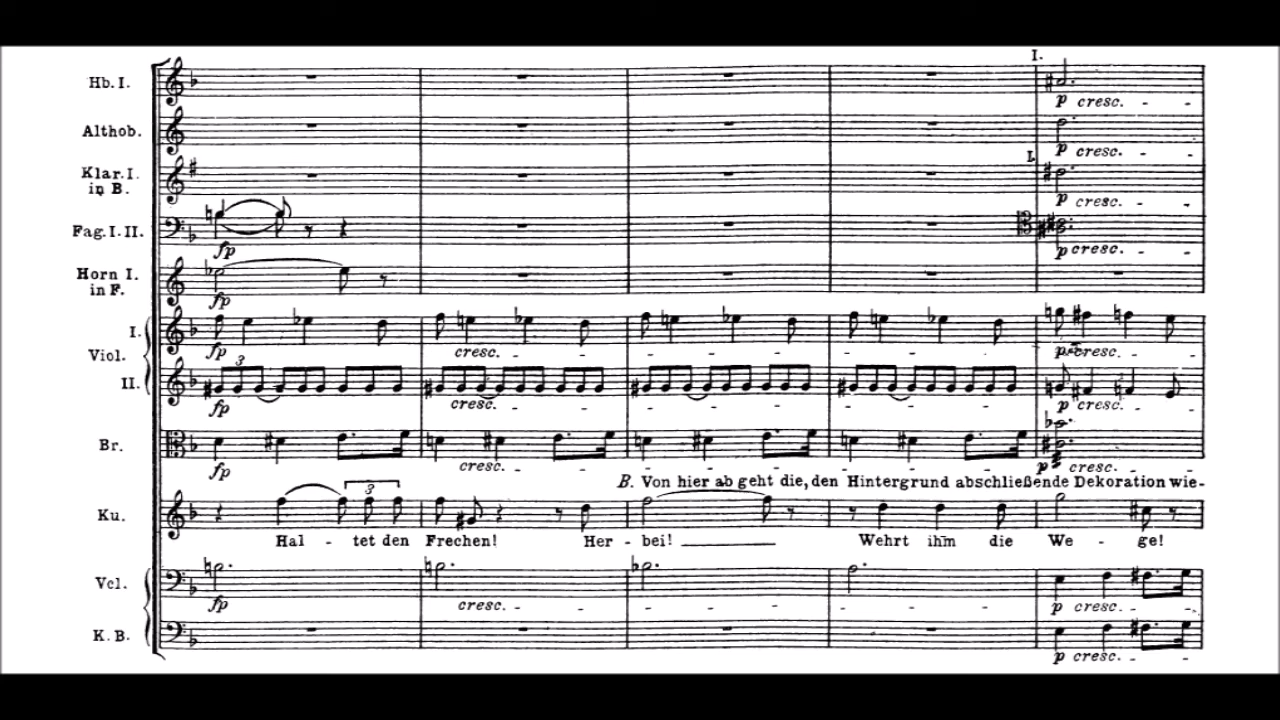 I.
Hb. I.
p cresc.
Althob.
p cresc.
I.
Klar. I.
in B.
p cresc.
Fag. I. II.
fp
p cresc.
Horn I.
in F.
fp
Viol.
I.
fp cresc. p cresc.
3
II.
fp cresc. p cresc.
Br.
fp cresc. p cresc.
B. Von hier ab geht die, den Hintergrund abschließende Dekoration wie-
3
Ku.
Hal - tet den Frechen! Her - bei! Wehrt ihm̄ die We - ge!
Vcl.
fp cresc. p cresc.
K. B.
p cresc.